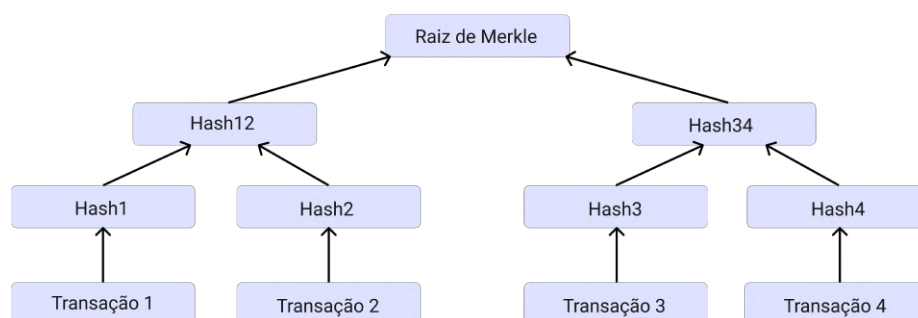 Raiz de Merkle
Hash12
Hash34
Hash1
Hash2
Hash3
Hash4
Transação 1
Transação 2
Transação 3
Transação 4